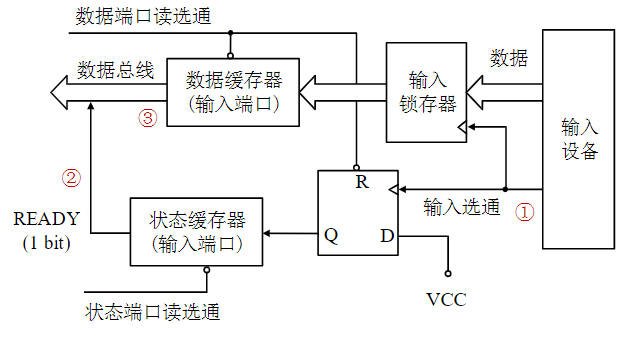 数据端口读选通
数据总线
数据缓存器
(输入端口)
③
输入
锁存器
数据
输入
设备
②
READY
(1 bit)
状态缓存器
(输入端口)
R
Q
D
输入选通
①
VCC
状态端口读选通